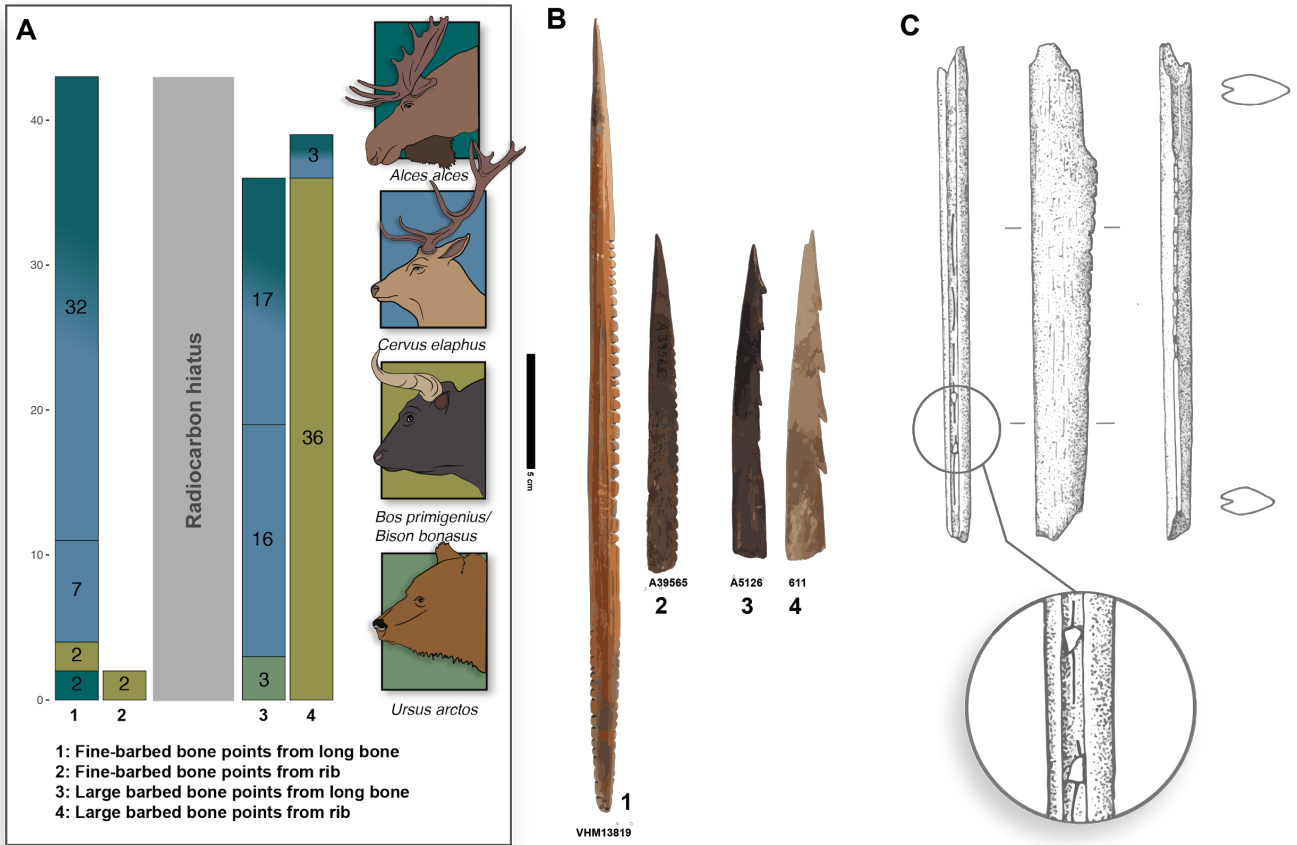 A
40
30
20
10
0
32
7
2
2
2
Radiocarbon hiatus
17
16
3
3
36
1
2
3
4
Alces alces
Cervus elaphus
Bos primigenius/
Bison bonasus
Ursus arctos
1: Fine-barbed bone points from long bone
2: Fine-barbed bone points from rib
3: Large barbed bone points from long bone
4: Large barbed bone points from rib
B
5 cm
A39565
A39565
2
A5126
3
611
4
1
VHM13819
C